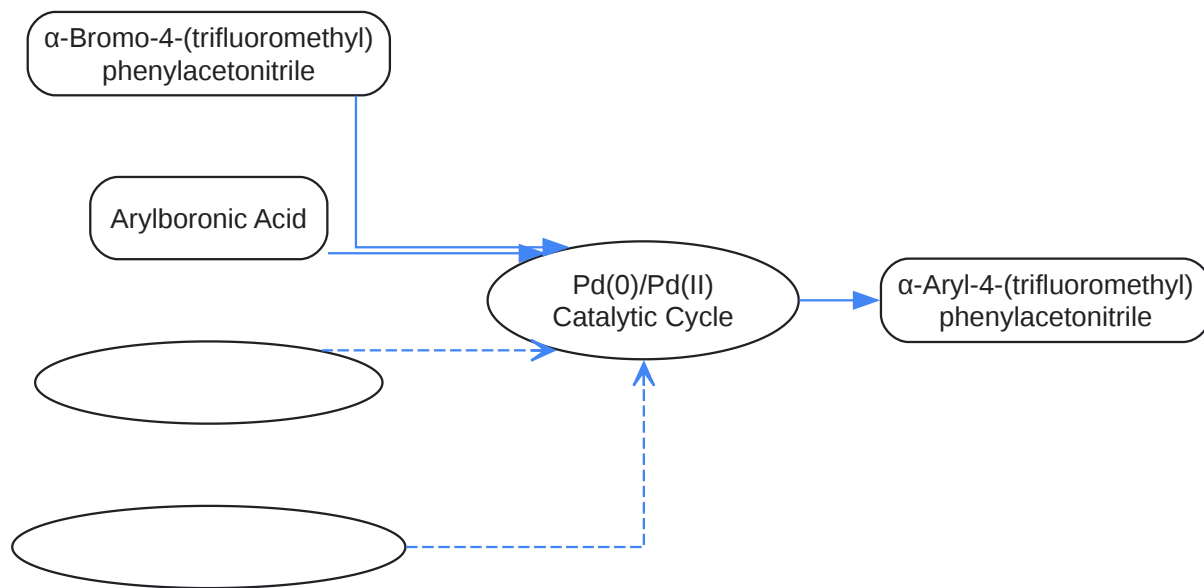 α-Bromo-4-(trifluoromethyl)
phenylacetonitrile
Arylboronic Acid
Pd(0)/Pd(II)
Catalytic Cycle
α-Aryl-4-(trifluoromethyl)
phenylacetonitrile